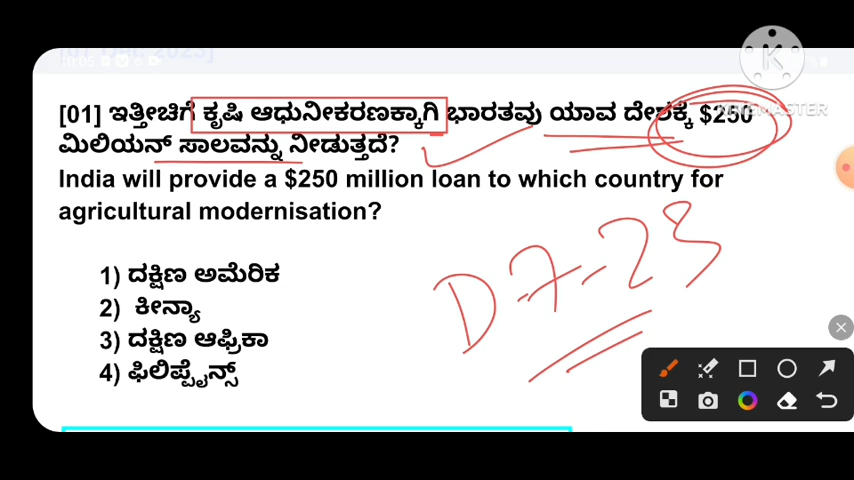 [01] ಇತ್ತೀಚಿಗೆ ಕೃಷಿ ಆಧುನೀಕರಣಕ್ಕಾಗಿ ಭಾರತವು ಯಾವ ದೇಶಕ್ಕೆ $250
ಮಿಲಿಯನ್ ಸಾಲವನ್ನು ನೀಡುತ್ತದೆ?
India will provide a $250 million loan to which country for
agricultural modernisation?
1) ದಕ್ಷಿಣ ಅಮೆರಿಕ
2) ಕೀನ್ಯಾ
3) ದಕ್ಷಿಣ ಆಫ್ರಿಕಾ
4) ಫಿಲಿಪ್ಪೈನ್ಸ್
D-7-23
K
KINEMASTER